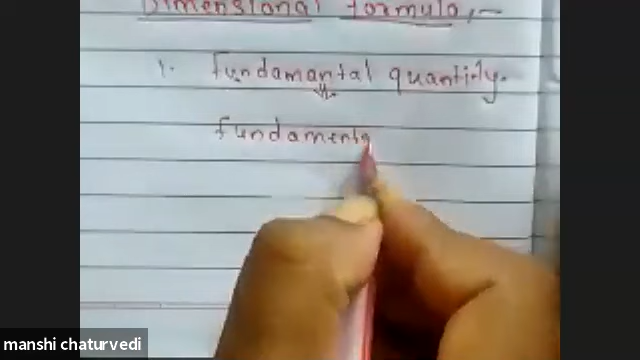 Dimensional formula,-
1. fundamantal quantity.
fundamenta
manshi chaturvedi